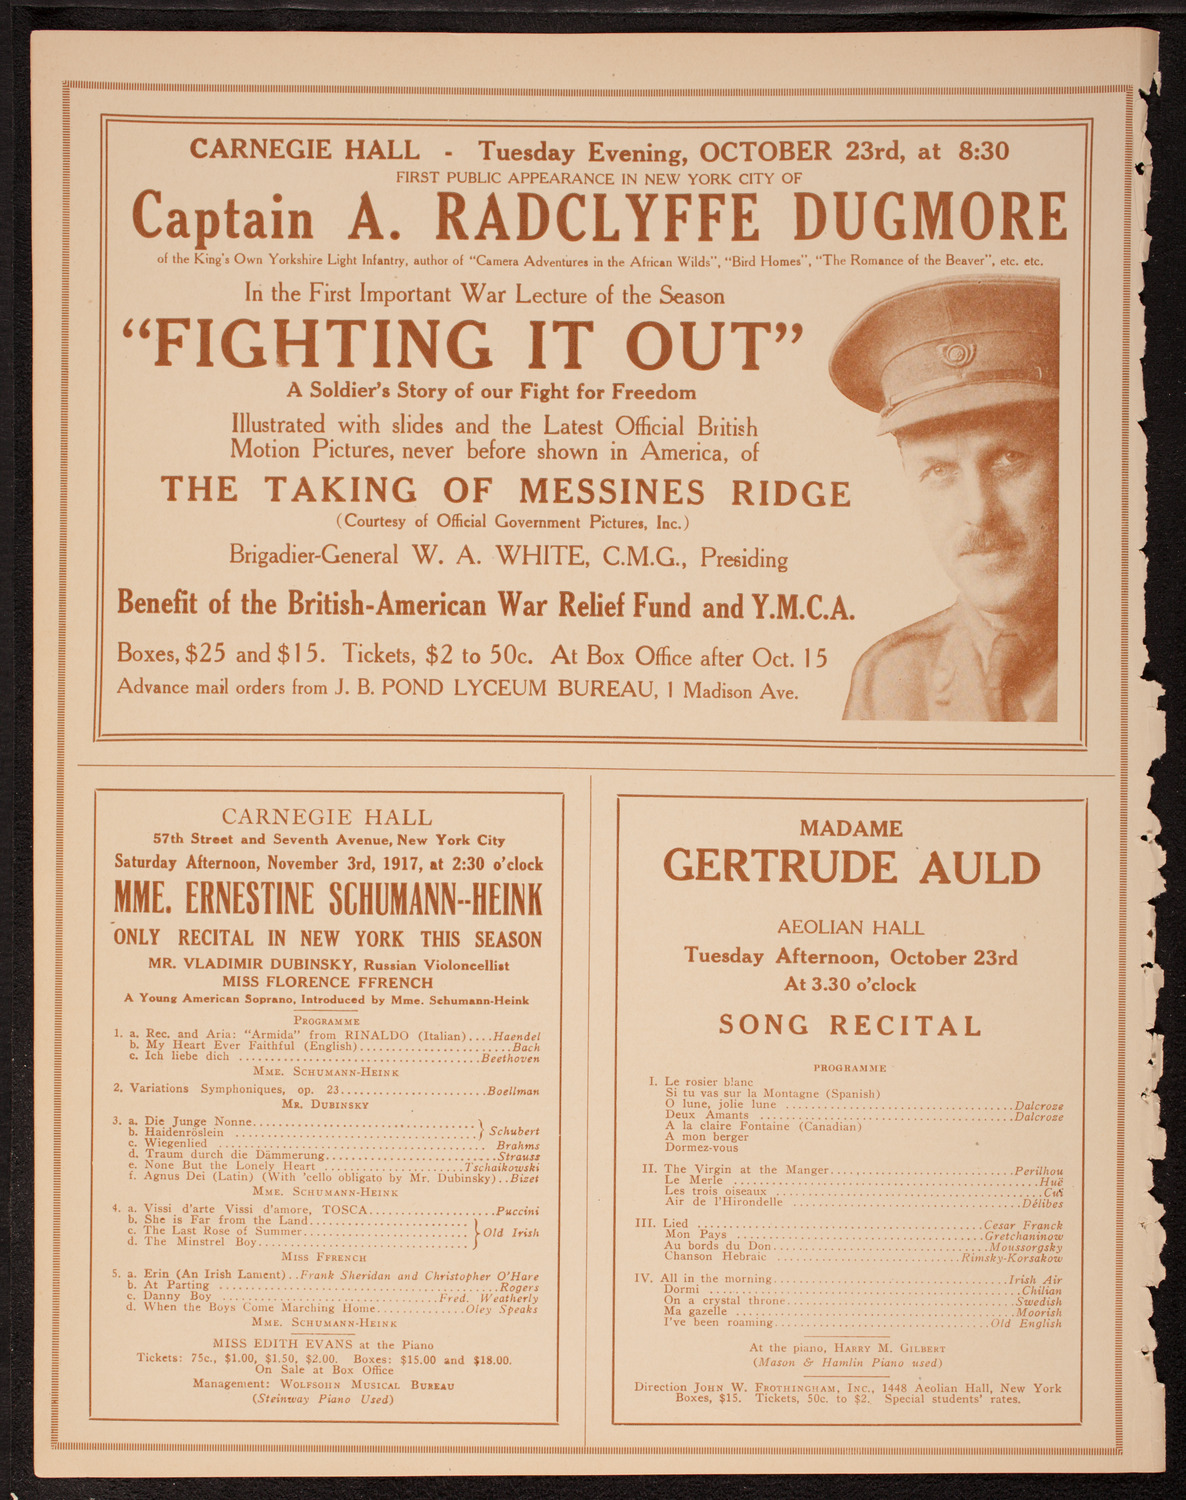 CARNEGIE HALL - Tuesday Evening, OCTOBER 23rd, at 8:30
FIRST PUBLIC APPEARANCE IN NEW YORK CITY OF
Captain A. RADCLYFFE DUGMORE
of the King's Own Yorkshire Light Infantry, author of "Camera Adventures in the African Wilds", "Bird Homes", "The Romance of the Beaver", etc. etc.
In the First Important War Lecture of the Season
"FIGHTING IT OUT"
A Soldier's Story of our Fight for Freedom
Illustrated with slides and the Latest Official British
Motion Pictures, never before shown in America, of
THE TAKING OF MESSINES RIDGE
(Courtesy of Official Government Pictures, Inc.)
Brigadier-General W. A. WHITE, C.M.G., Presiding
Benefit of the British-American War Relief Fund and Y.M.C.A.
Boxes, $25 and $15. Tickets, $2 to 50c. At Box Office after Oct. 15
Advance mail orders from J. B. POND LYCEUM BUREAU, 1 Madison Ave.
CARNEGIE HALL
57th Street and Seventh Avenue, New York City
Saturday Afternoon, November 3rd, 1917, at 2:30 o'clock
MME. ERNESTINE SCHUMANN--HEINK
ONLY RECITAL IN NEW YORK THIS SEASON
MR. VLADIMIR DUBINSKY, Russian Violoncellist
MISS FLORENCE FFRENCH
A Young American Soprano, Introduced by Mme. Schumann-Heink
PROGRAMME
1. a. Rec. and Aria: "Armida" from RINALDO (Italian)....Haendel
b. My Heart Ever Faithful (English)......................Bach
c. Ich liebe dich ...................................Beethoven
MME. SCHUMANN-HEINK
2. Variations Symphoniques, op. 23.....................Boellman
MR. DUBINSKY
3. a. Die Junge Nonne.................................
b. Haidenröslein ................................... } Schubert
c. Wiegenlied ....................................... Brahms
d. Traum durch die Dämmerung.........................Strauss
e. None But the Lonely Heart ....................Tschaikowski
f. Agnus Dei (Latin) (With 'cello obligato by Mr. Dubinsky)..Bizet
MME. SCHUMANN-HEINK
4. a. Vissi d'arte Vissi d'amore, TOSCA..................Puccini
b. She is Far from the Land.......................
c. The Last Rose of Summer........................ } Old Irish
d. The Minstrel Boy..............................
MISS FFRENCH
5. a. Erin (An Irish Lament)..Frank Sheridan and Christopher O'Hare
b. At Parting ........................................Rogers
c. Danny Boy ................................Fred. Weatherly
d. When the Boys Come Marching Home.............Oley Speaks
MME. SCHUMANN-HEINK
MISS EDITH EVANS at the Piano
Tickets: 75c., $1.00, $1.50, $2.00. Boxes: $15.00 and $18.00.
On Sale at Box Office
Management: WOLFSOHN MUSICAL BUREAU
(Steinway Piano Used)
MADAME
GERTRUDE AULD
AEOLIAN HALL
Tuesday Afternoon, October 23rd
At 3.30 o'clock
SONG RECITAL
PROGRAMME
I. Le rosier blanc
Si tu vas sur la Montagne (Spanish)
O lune, jolie lune .................................Dalcroze
Deux Amants .....................................Dalcroze
A la claire Fontaine (Canadian)
A mon berger
Dormez-vous
II. The Virgin at the Manger..........................Perilhou
Le Merle ............................................Huë
Les trois oiseaux ......................................Cui
Air de l'Hirondelle .................................Délibes
III. Lied .........................................Cesar Franck
Mon Pays ....................................Gretchaninow
Au bords du Don...............................Moussorgsky
Chanson Hebraic ............................Rimsky-Korsakow
IV. All in the morning................................Irish Air
Dormi .............................................Chilian
On a crystal throne.................................Swedish
Ma gazelle ........................................Moorish
I've been roaming...............................Old English
At the piano, HARRY M. GILBERT
(Mason & Hamlin Piano used)
Direction JOHN W. FROTHINGHAM, INC., 1448 Aeolian Hall, New York
Boxes, $15. Tickets, 50c. to $2. Special students' rates.